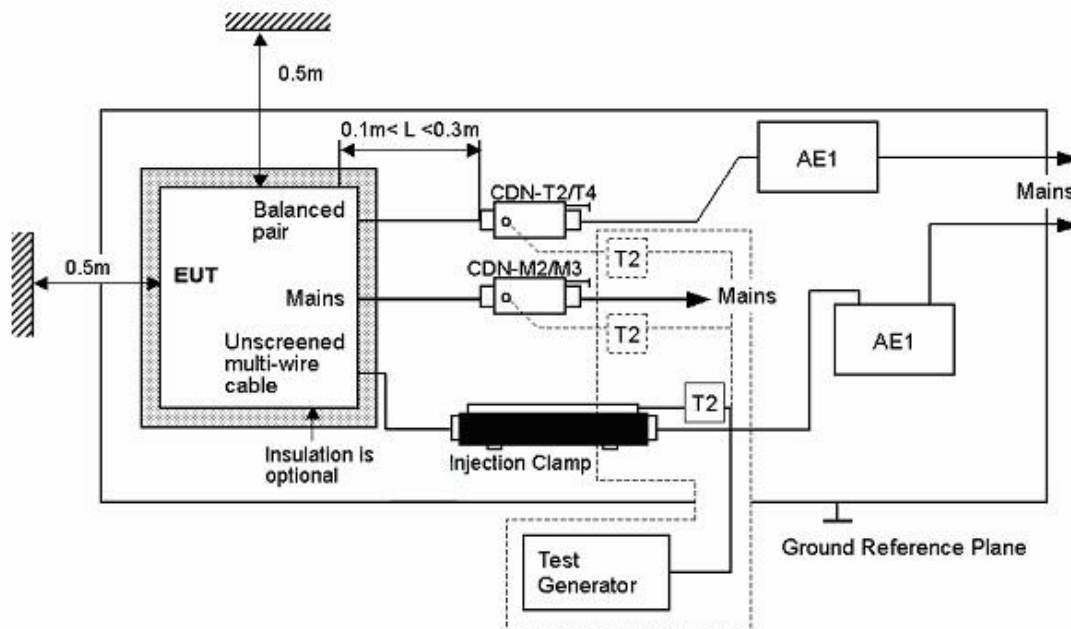 0.5m
0.1m< L <0.3m
AE1
CDN-T2/T4
Mains
Balanced
pair
T2
0.5m
EUT
CDN-M2/M3
Mains
Mains
T2
AE1
Unscreened
multi-wire
cable
T2
Insulation is
optional
Injection Clamp
Ground Reference Plane
Test
Generator